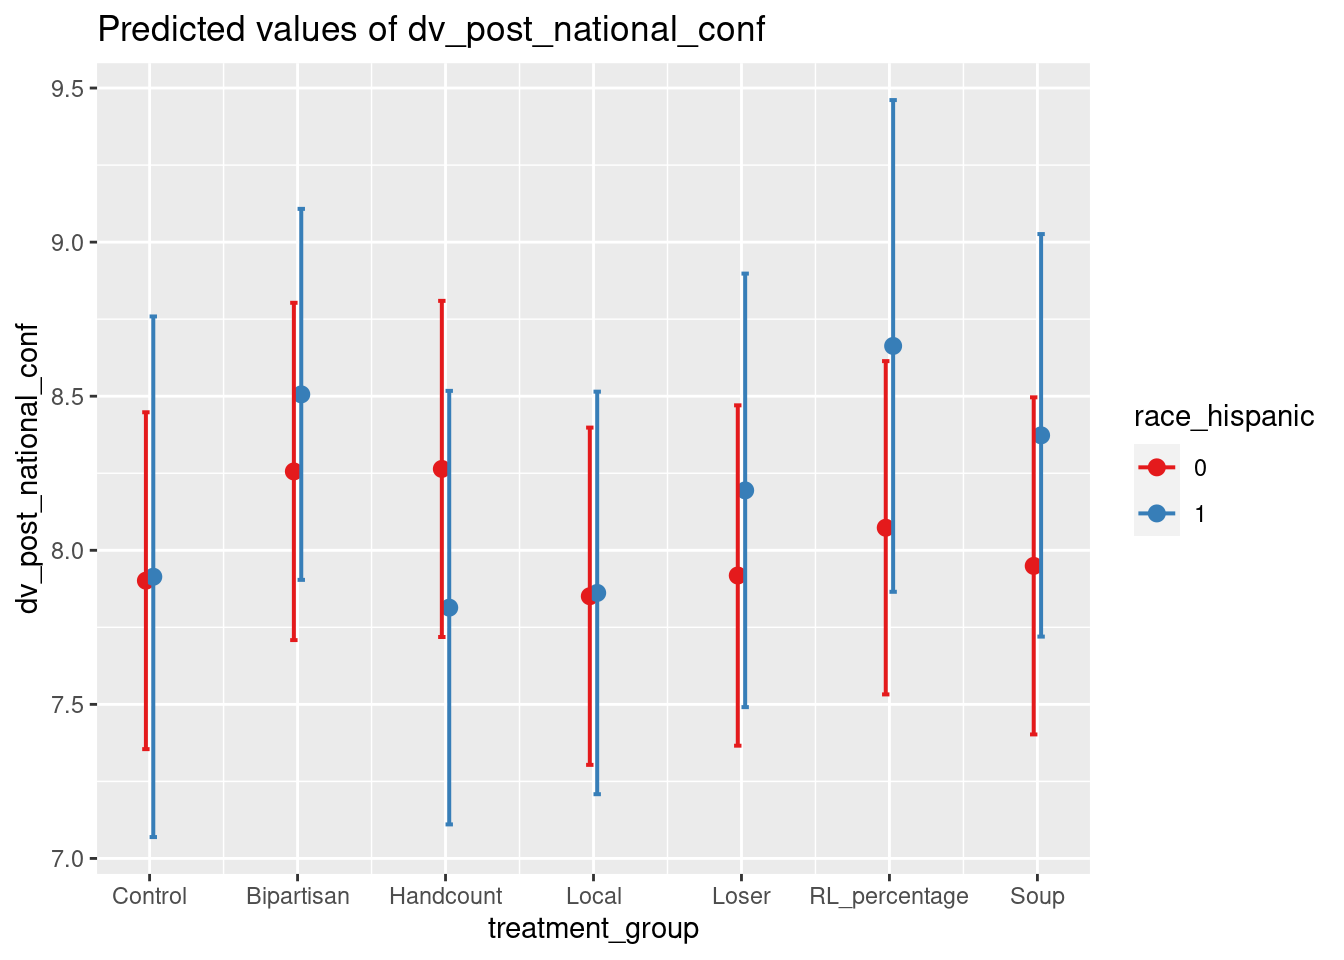 Predicted values of dv_post_national_conf
9.5
9.0
8.5
8.0
7.5
7.0
dv_post_national_conf
Control Bipartisan Handcount Local Loser RL_percentage Soup
treatment_group
race_hispanic
0
1